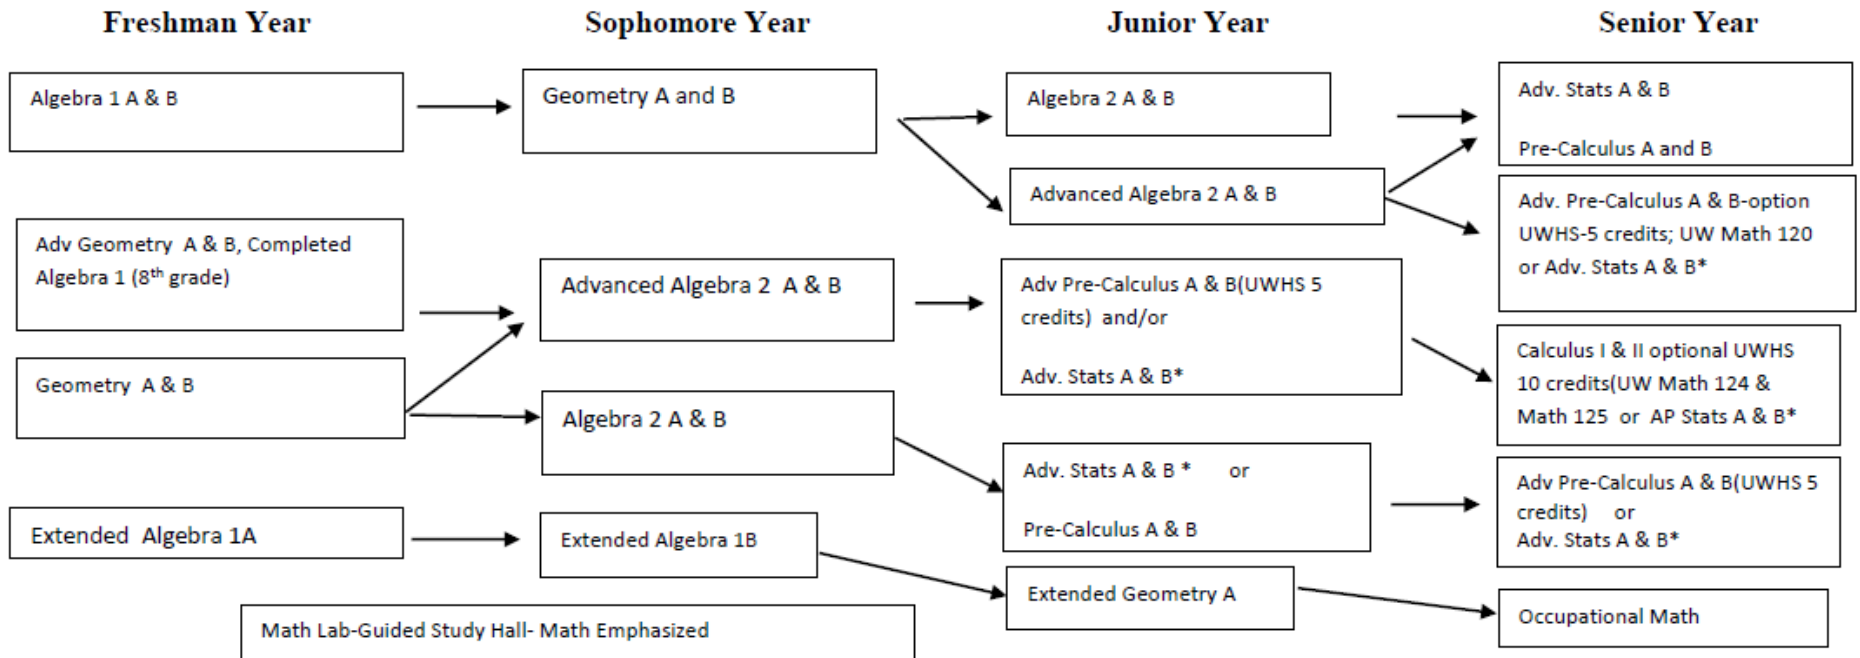 Freshman Year
Sophomore Year
Junior Year
Senior Year
Algebra 1 A & B
Geometry A and B
Algebra 2 A & B
Adv. Stats A & B
Pre-Calculus A and B
Advanced Algebra 2 A & B
Adv. Pre-Calculus A & B-option
UWHS-5 credits; UW Math 120
or Adv. Stats A & B*
Adv Geometry A & B, Completed
Algebra 1 (8th grade)
Advanced Algebra 2 A & B
Adv Pre-Calculus A & B(UWHS 5
credits) and/or
Adv. Stats A & B*
Calculus I & II optional UWHS
10 credits(UW Math 124 &
Math 125 or AP Stats A & B*
Geometry A & B
Algebra 2 A & B
Adv. Stats A & B * or
Pre-Calculus A & B
Adv Pre-Calculus A & B(UWHS 5
credits) or
Adv. Stats A & B*
Extended Algebra 1A
Extended Algebra 1B
Extended Geometry A
Occupational Math
Math Lab-Guided Study Hall- Math Emphasized